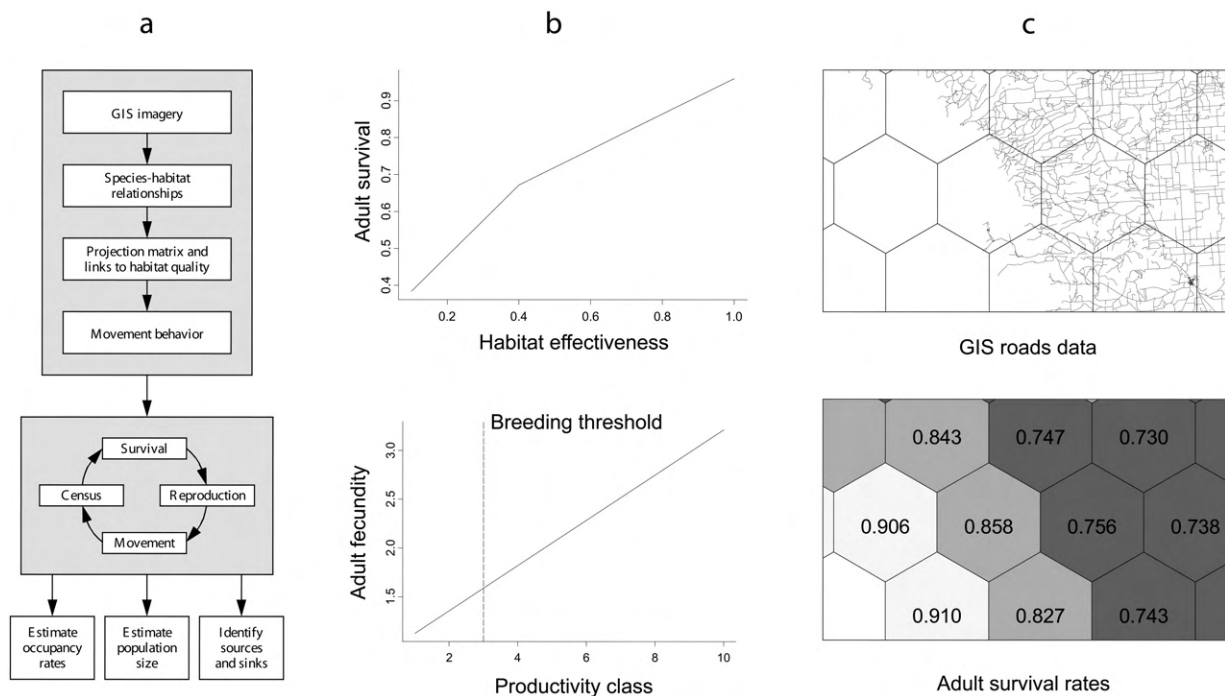 a
GIS imagery
Species-habitat
relationships
Projection matrix and
links to habitat quality
Movement behavior
Survival
Census
Reproduction
Movement
Estimate
occupancy
rates
Estimate
population
size
Identify
sources
and sinks
b
Adult survival
0.9
0.8
0.7
0.6
0.5
0.4
0.2
0.4
0.6
0.8
1.0
Habitat effectiveness
Breeding threshold
Adult fecundity
3.0
2.5
2.0
1.5
2
4
6
8
10
Productivity class
c
GIS roads data
0.843
0.747
0.730
0.906
0.858
0.756
0.738
0.910
0.827
0.743
Adult survival rates